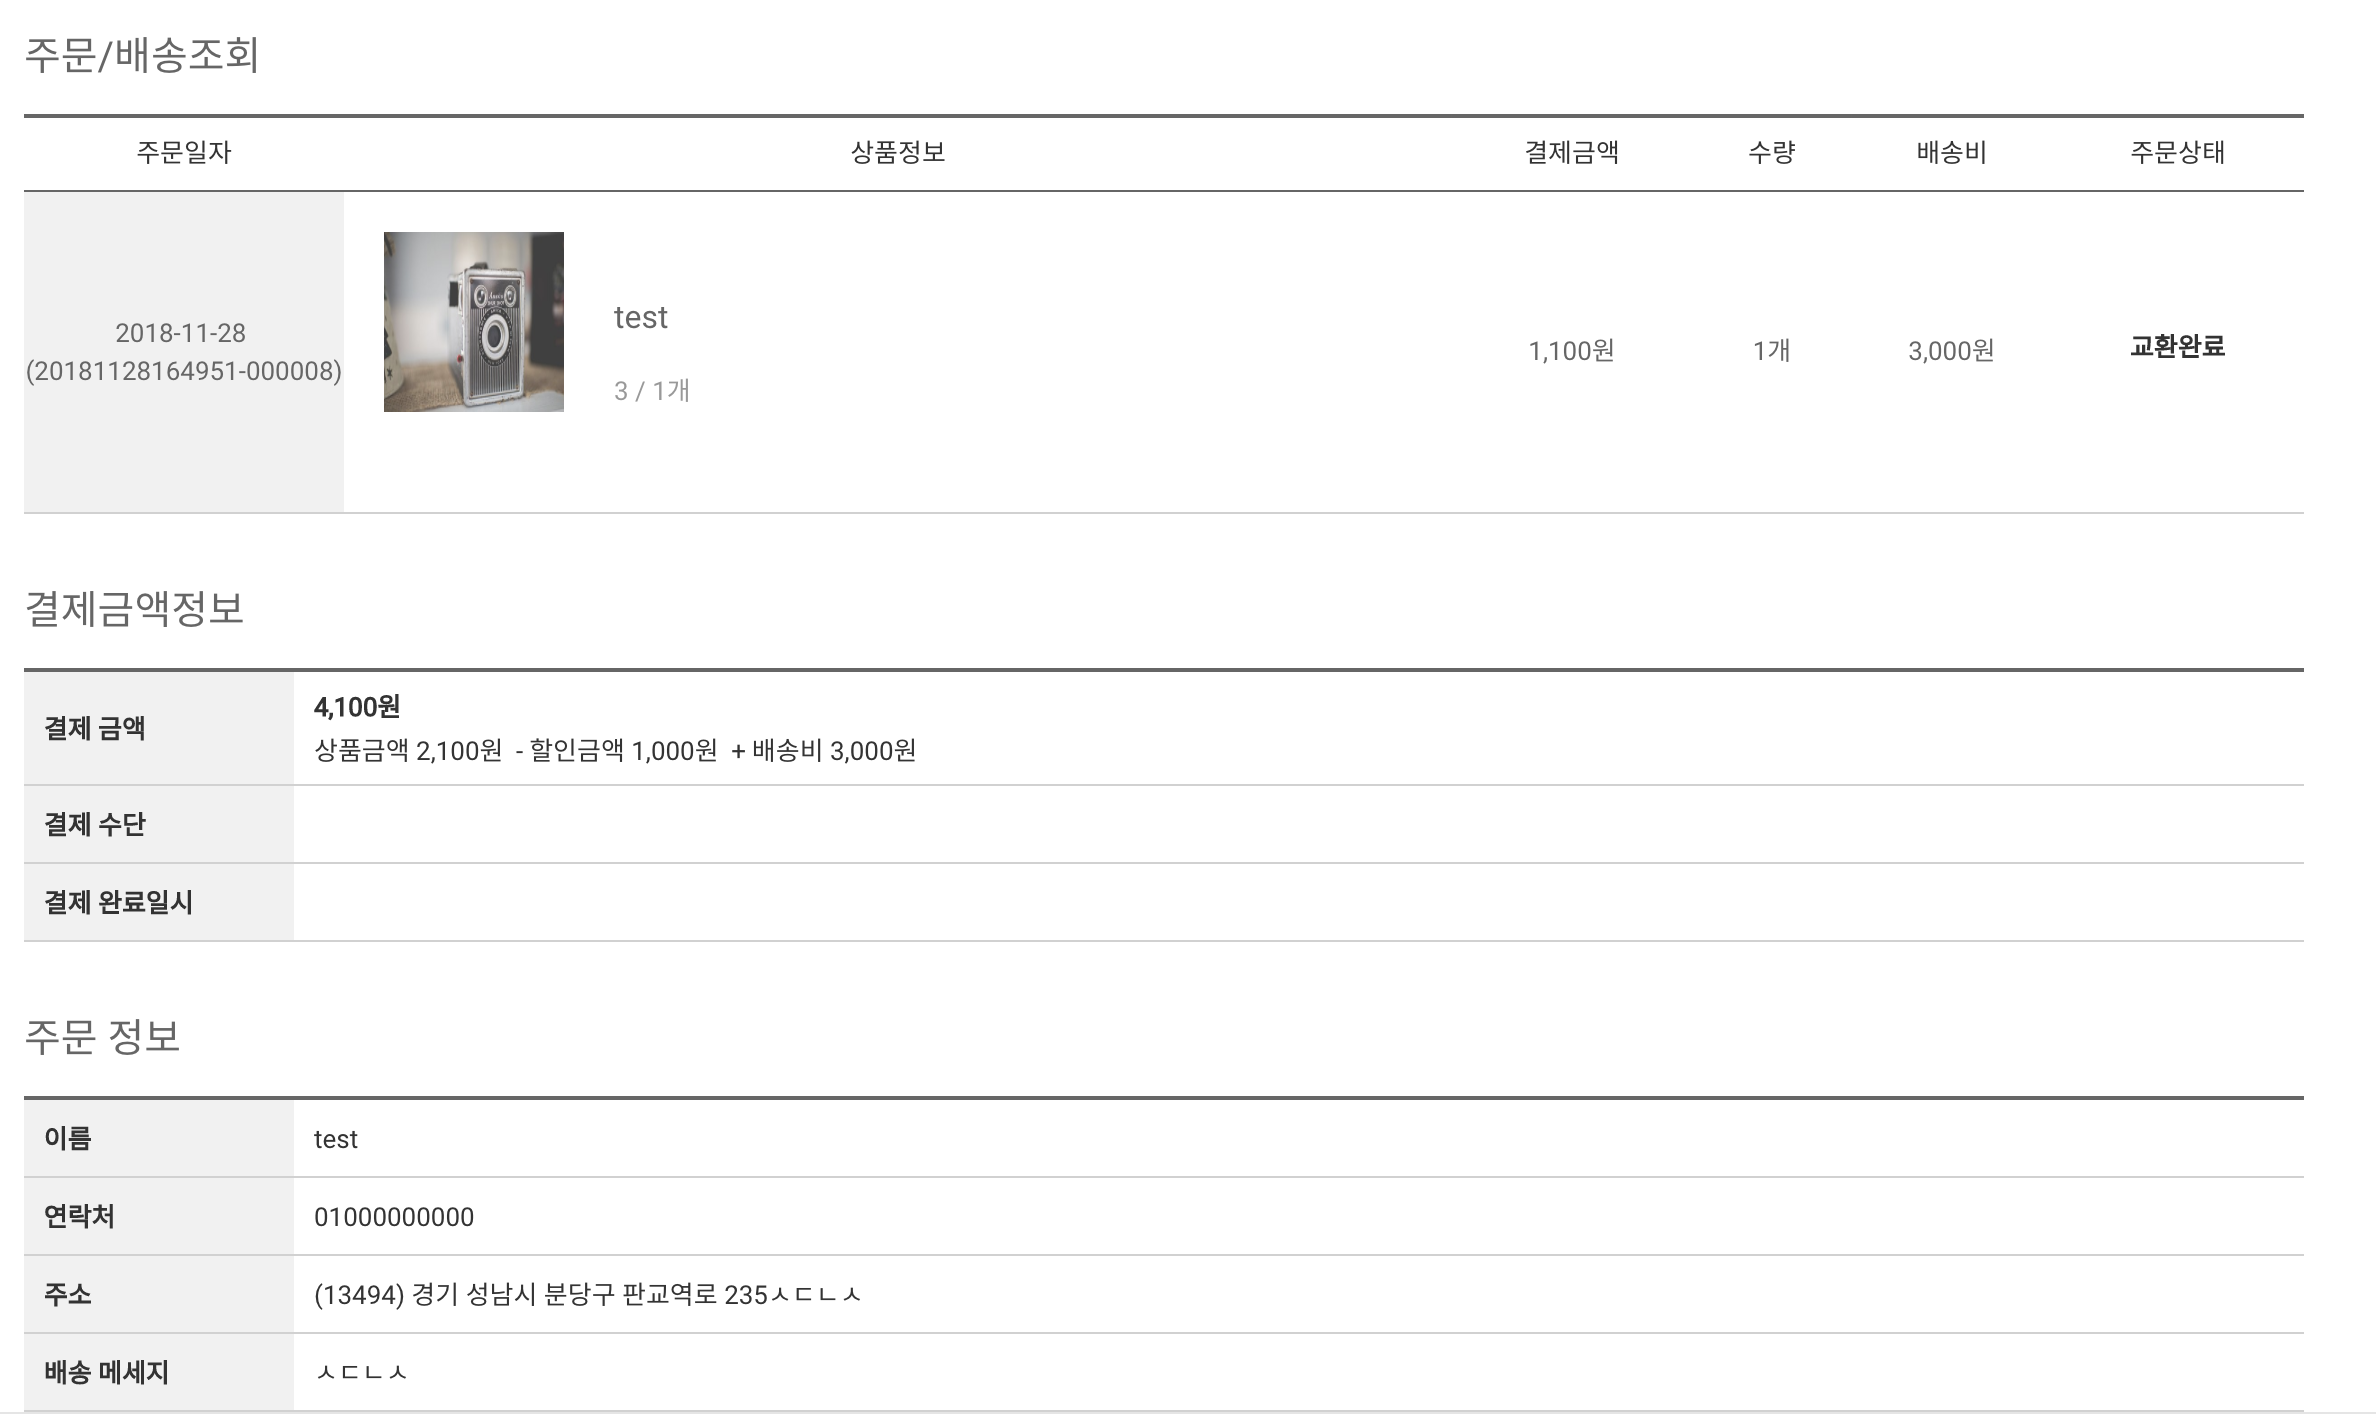 주문/배송조회
주문일자 상품정보 결제금액 수량 배송비 주문상태
2018-11-28
(20181128164951-000008)
test
3 / 1개
1,100원 1개 3,000원 교환완료
결제금액정보
결제 금액
4,100원
상품금액 2,100원 - 할인금액 1,000원 + 배송비 3,000원
결제 수단
결제 완료일시
주문 정보
이름 test
연락처 01000000000
주소 (13494) 경기 성남시 분당구 판교역로 235ㅅㄷㄴㅅ
배송 메세지 ㅅㄷㄴㅅ